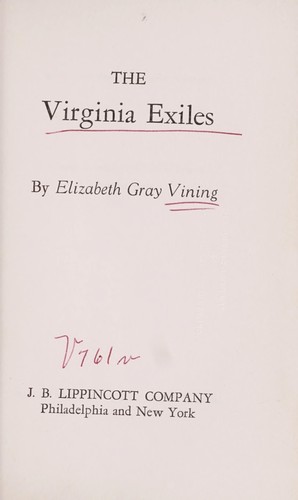 THE
Virginia Exiles
By Elizabeth Gray Vining
V761v
J. B. LIPPINCOTT COMPANY
Philadelphia and New York